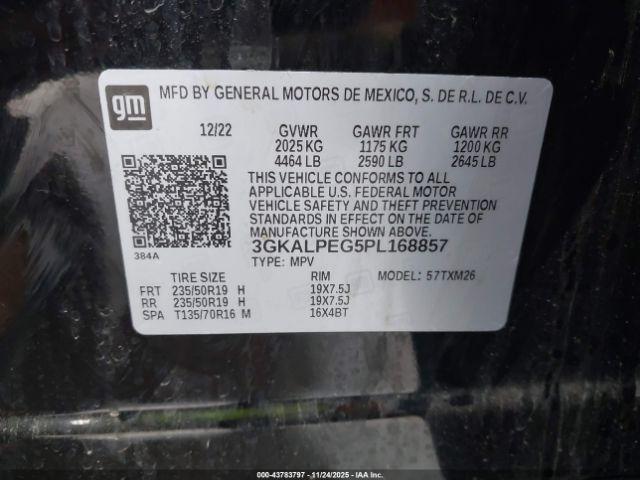 gm
MFD BY GENERAL MOTORS DE MEXICO, S. DE R.L. DE C.V.
12/22 GVWR GAWR FRT GAWR RR
2025 KG 1175 KG 1200 KG
4464 LB 2590 LB 2645 LB
THIS VEHICLE CONFORMS TO ALL
APPLICABLE U.S. FEDERAL MOTOR
VEHICLE SAFETY AND THEFT PREVENTION
STANDARDS IN EFFECT ON THE DATE OF
MANUFACTURE SHOWN ABOVE.
3GKALPEG5PL168857
384A TYPE: MPV
TIRE SIZE RIM MODEL: 57TXM26
FRT 235/50R19 H 19X7.5J
RR 235/50R19 H 19X7.5J
SPA T135/70R16 M 16X4BT
000-43783797 - 11/24/2025 - IAAI.CA